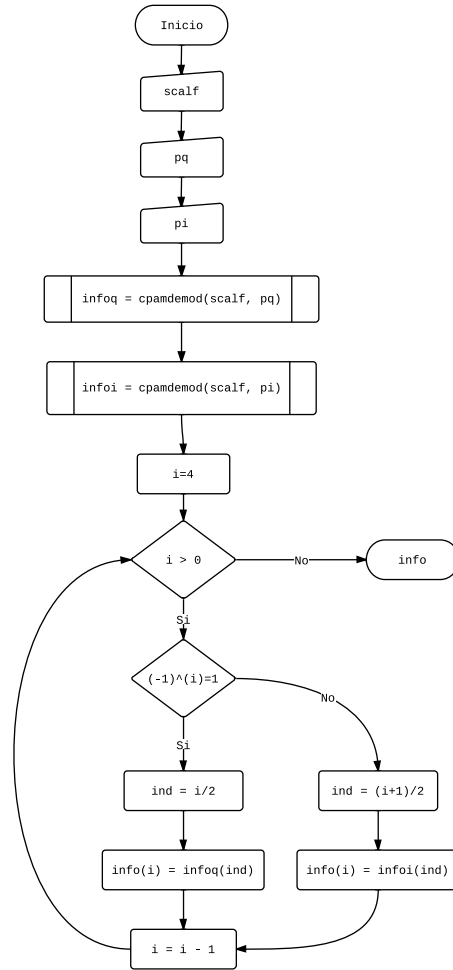 Inicio
scalf
pq
pi
infoq = cpamdemod(scalf, pq)
infoi = cpamdemod(scalf, pi)
i=4
i > 0
No
info
Si
(-1)^(i)=1
No
Si
ind = i/2
ind = (i+1)/2
info(i) = infoq(ind)
info(i) = infoi(ind)
i = i - 1